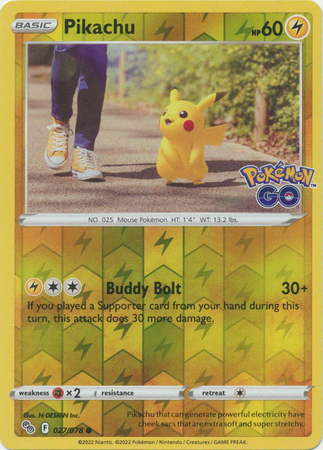 BASIC Pikachu HP60
Pokémon
GO
NO. 025 Mouse Pokémon HT: 1'4" WT: 13.2 lbs.
Buddy Bolt 30+
If you played a Supporter card from your hand during
this turn, this attack does 30 more damage.
weakness ×2 resistance retreat
Illus. N-DESIGN Inc.
F 027/078
Pikachu that can generate powerful electricity have
cheek sacs that are extra soft and super stretchy.
©2022 Niantic ©2022 Pokémon / Nintendo / Creatures / GAME FREAK.